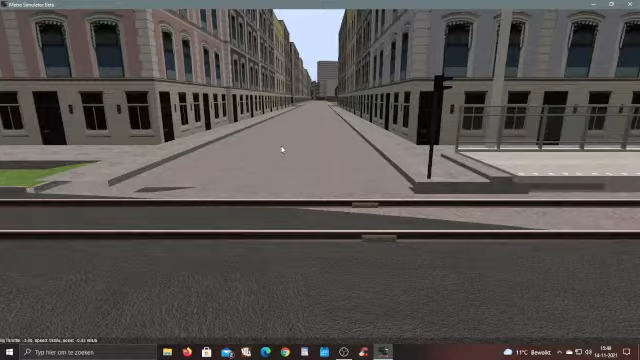 Metro Simulator Beta
Typ hier om te zoeken
11°C Bewolkt
15:48
14-11-2021